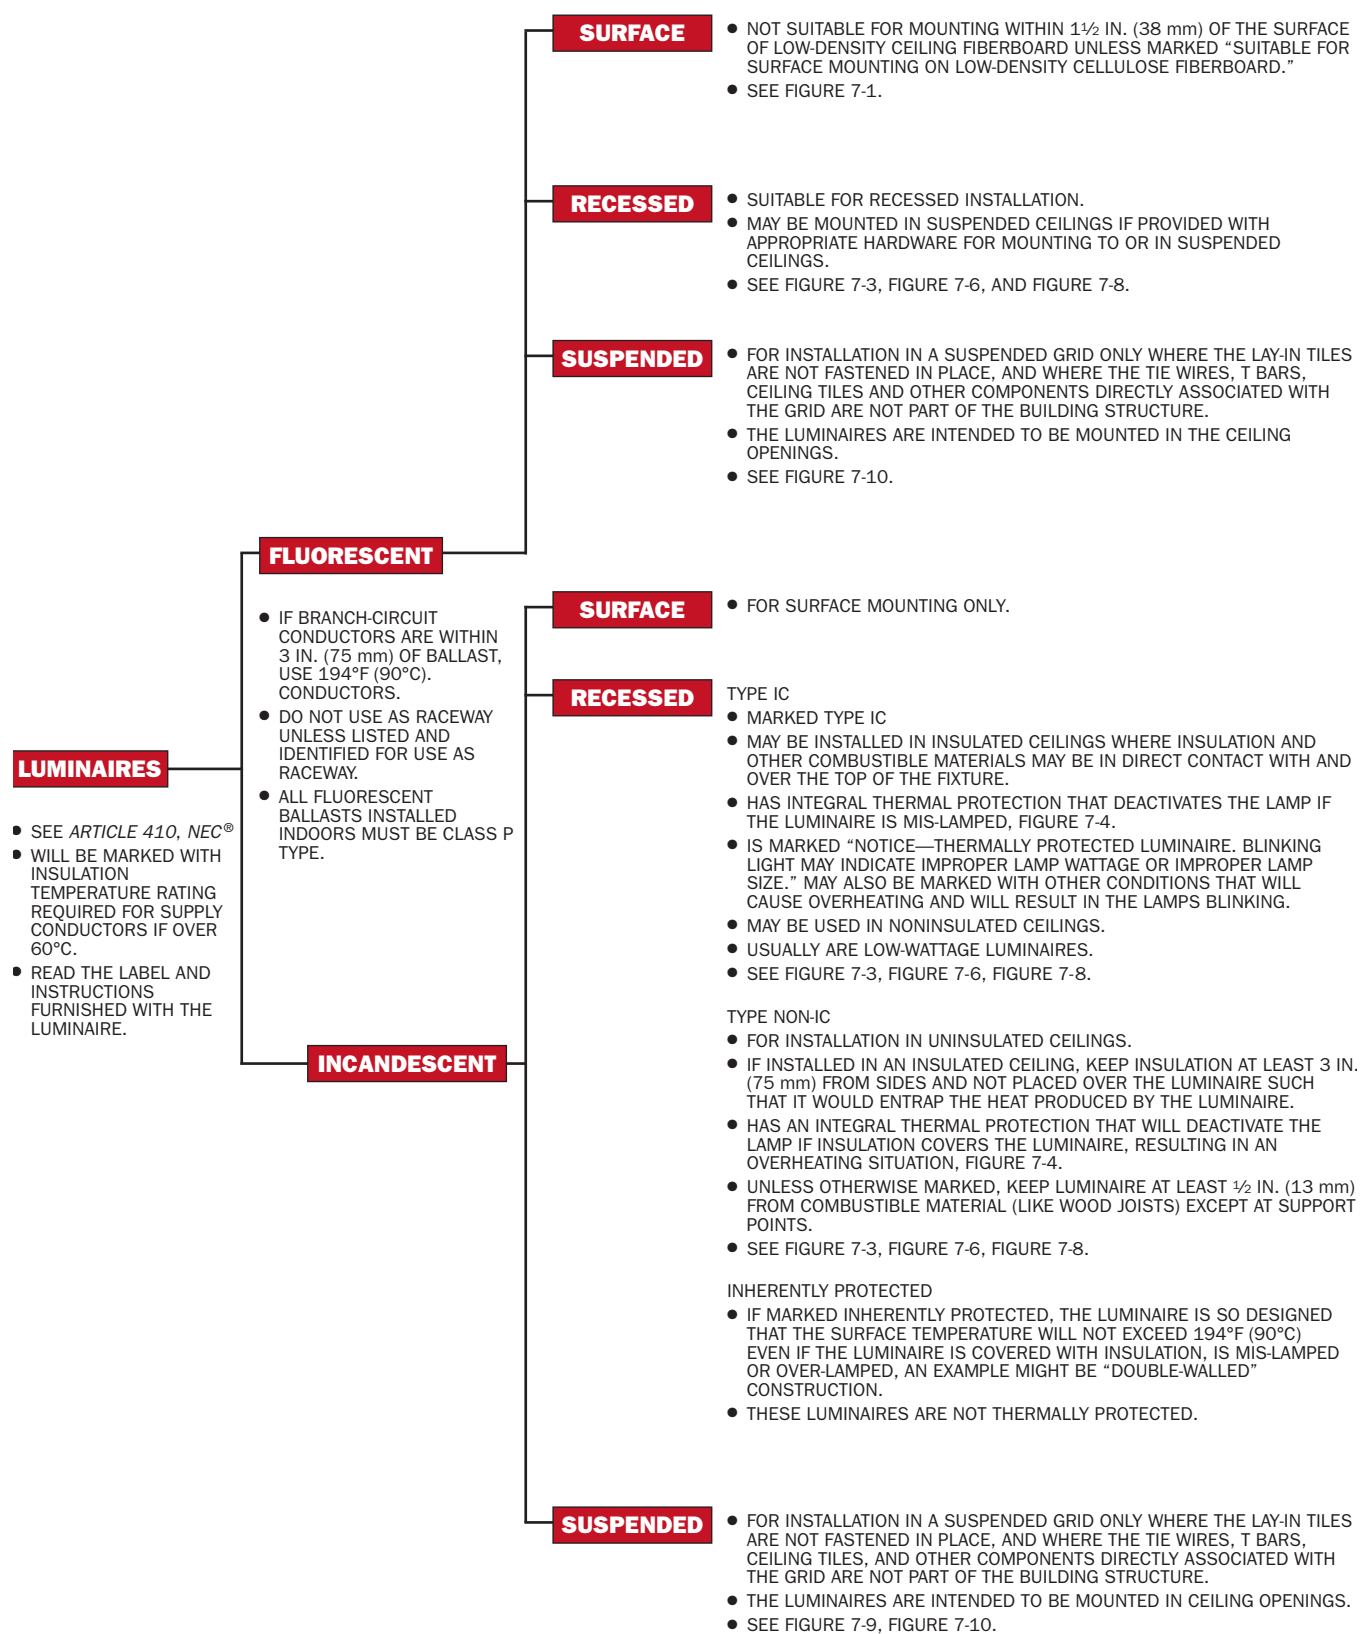 SURFACE
● NOT SUITABLE FOR MOUNTING WITHIN 1½ IN. (38 mm) OF THE SURFACE
OF LOW-DENSITY CEILING FIBERBOARD UNLESS MARKED “SUITABLE FOR
SURFACE MOUNTING ON LOW-DENSITY CELLULOSE FIBERBOARD.”
● SEE FIGURE 7-1.
RECESSED
● SUITABLE FOR RECESSED INSTALLATION.
● MAY BE MOUNTED IN SUSPENDED CEILINGS IF PROVIDED WITH
APPROPRIATE HARDWARE FOR MOUNTING TO OR IN SUSPENDED
CEILINGS.
● SEE FIGURE 7-3, FIGURE 7-6, AND FIGURE 7-8.
SUSPENDED
● FOR INSTALLATION IN A SUSPENDED GRID ONLY WHERE THE LAY-IN TILES
ARE NOT FASTENED IN PLACE, AND WHERE THE TIE WIRES, T BARS,
CEILING TILES AND OTHER COMPONENTS DIRECTLY ASSOCIATED WITH
THE GRID ARE NOT PART OF THE BUILDING STRUCTURE.
● THE LUMINAIRES ARE INTENDED TO BE MOUNTED IN THE CEILING
OPENINGS.
● SEE FIGURE 7-10.
FLUORESCENT
● IF BRANCH-CIRCUIT
CONDUCTORS ARE WITHIN
3 IN. (75 mm) OF BALLAST,
USE 194°F (90°C).
CONDUCTORS.
● DO NOT USE AS RACEWAY
UNLESS LISTED AND
IDENTIFIED FOR USE AS
RACEWAY.
● ALL FLUORESCENT
BALLASTS INSTALLED
INDOORS MUST BE CLASS P
TYPE.
LUMINAIRES
● SEE ARTICLE 410, NEC®
● WILL BE MARKED WITH
INSULATION
TEMPERATURE RATING
REQUIRED FOR SUPPLY
CONDUCTORS IF OVER
60°C.
● READ THE LABEL AND
INSTRUCTIONS
FURNISHED WITH THE
LUMINAIRE.
INCANDESCENT
SURFACE
● FOR SURFACE MOUNTING ONLY.
RECESSED
TYPE IC
● MARKED TYPE IC
● MAY BE INSTALLED IN INSULATED CEILINGS WHERE INSULATION AND
OTHER COMBUSTIBLE MATERIALS MAY BE IN DIRECT CONTACT WITH AND
OVER THE TOP OF THE FIXTURE.
● HAS INTEGRAL THERMAL PROTECTION THAT DEACTIVATES THE LAMP IF
THE LUMINAIRE IS MIS-LAMPED, FIGURE 7-4.
● IS MARKED “NOTICE—THERMALLY PROTECTED LUMINAIRE. BLINKING
LIGHT MAY INDICATE IMPROPER LAMP WATTAGE OR IMPROPER LAMP
SIZE.” MAY ALSO BE MARKED WITH OTHER CONDITIONS THAT WILL
CAUSE OVERHEATING AND WILL RESULT IN THE LAMPS BLINKING.
● MAY BE USED IN NONINSULATED CEILINGS.
● USUALLY ARE LOW-WATTAGE LUMINAIRES.
● SEE FIGURE 7-3, FIGURE 7-6, FIGURE 7-8.
TYPE NON-IC
● FOR INSTALLATION IN UNINSULATED CEILINGS.
● IF INSTALLED IN AN INSULATED CEILING, KEEP INSULATION AT LEAST 3 IN.
(75 mm) FROM SIDES AND NOT PLACED OVER THE LUMINAIRE SUCH
THAT IT WOULD ENTRAP THE HEAT PRODUCED BY THE LUMINAIRE.
● HAS AN INTEGRAL THERMAL PROTECTION THAT WILL DEACTIVATE THE
LAMP IF INSULATION COVERS THE LUMINAIRE, RESULTING IN AN
OVERHEATING SITUATION, FIGURE 7-4.
● UNLESS OTHERWISE MARKED, KEEP LUMINAIRE AT LEAST ½ IN. (13 mm)
FROM COMBUSTIBLE MATERIAL (LIKE WOOD JOISTS) EXCEPT AT SUPPORT
POINTS.
● SEE FIGURE 7-3, FIGURE 7-6, FIGURE 7-8.
INHERENTLY PROTECTED
● IF MARKED INHERENTLY PROTECTED, THE LUMINAIRE IS SO DESIGNED
THAT THE SURFACE TEMPERATURE WILL NOT EXCEED 194°F (90°C)
EVEN IF THE LUMINAIRE IS COVERED WITH INSULATION, IS MIS-LAMPED
OR OVER-LAMPED, AN EXAMPLE MIGHT BE “DOUBLE-WALLED”
CONSTRUCTION.
● THESE LUMINAIRES ARE NOT THERMALLY PROTECTED.
SUSPENDED
● FOR INSTALLATION IN A SUSPENDED GRID ONLY WHERE THE LAY-IN TILES
ARE NOT FASTENED IN PLACE, AND WHERE THE TIE WIRES, T BARS,
CEILING TILES, AND OTHER COMPONENTS DIRECTLY ASSOCIATED WITH
THE GRID ARE NOT PART OF THE BUILDING STRUCTURE.
● THE LUMINAIRES ARE INTENDED TO BE MOUNTED IN CEILING OPENINGS.
● SEE FIGURE 7-9, FIGURE 7-10.